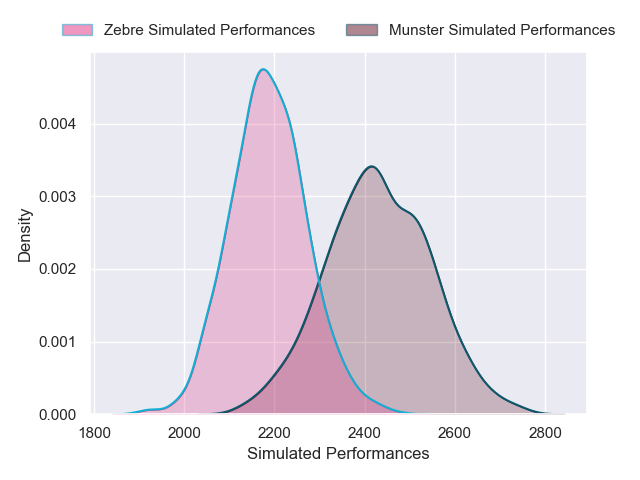 Zebre Simulated Performances Munster Simulated Performances
0.004
0.003
0.002
0.001
0.000
Density
1800 2000 2200 2400 2600 2800
Simulated Performances